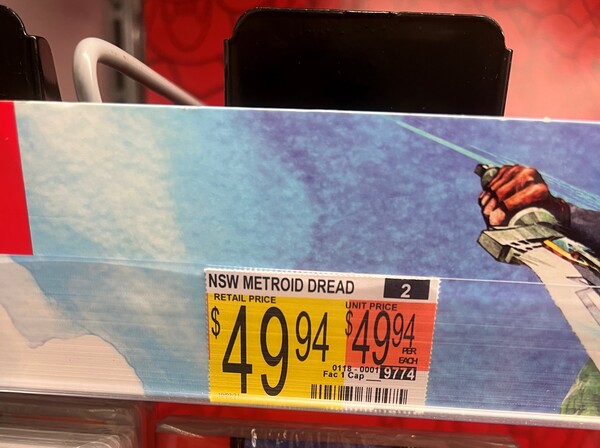 NSW METROID DREAD 2
RETAIL PRICE UNIT PRICE
$49.94 $49.94
PER
EACH
0118-0001 9774
Fac 1 Cap